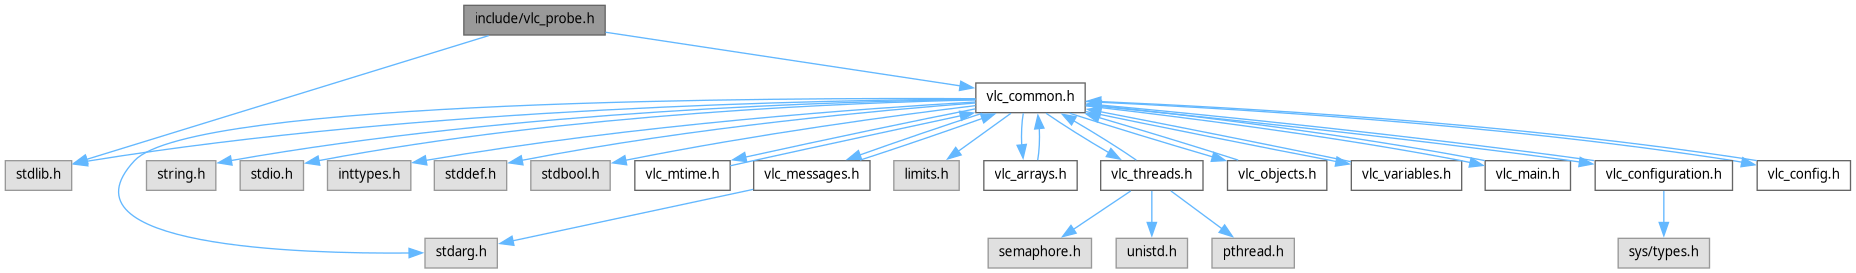 include/vlc_probe.h
vlc_common.h
stdlib.h
string.h
stdio.h
inttypes.h
stddef.h
stdbool.h
vlc_mtime.h
vlc_messages.h
limits.h
vlc_arrays.h
vlc_threads.h
vlc_objects.h
vlc_variables.h
vlc_main.h
vlc_configuration.h
vlc_config.h
stdarg.h
semaphore.h
unistd.h
pthread.h
sys/types.h